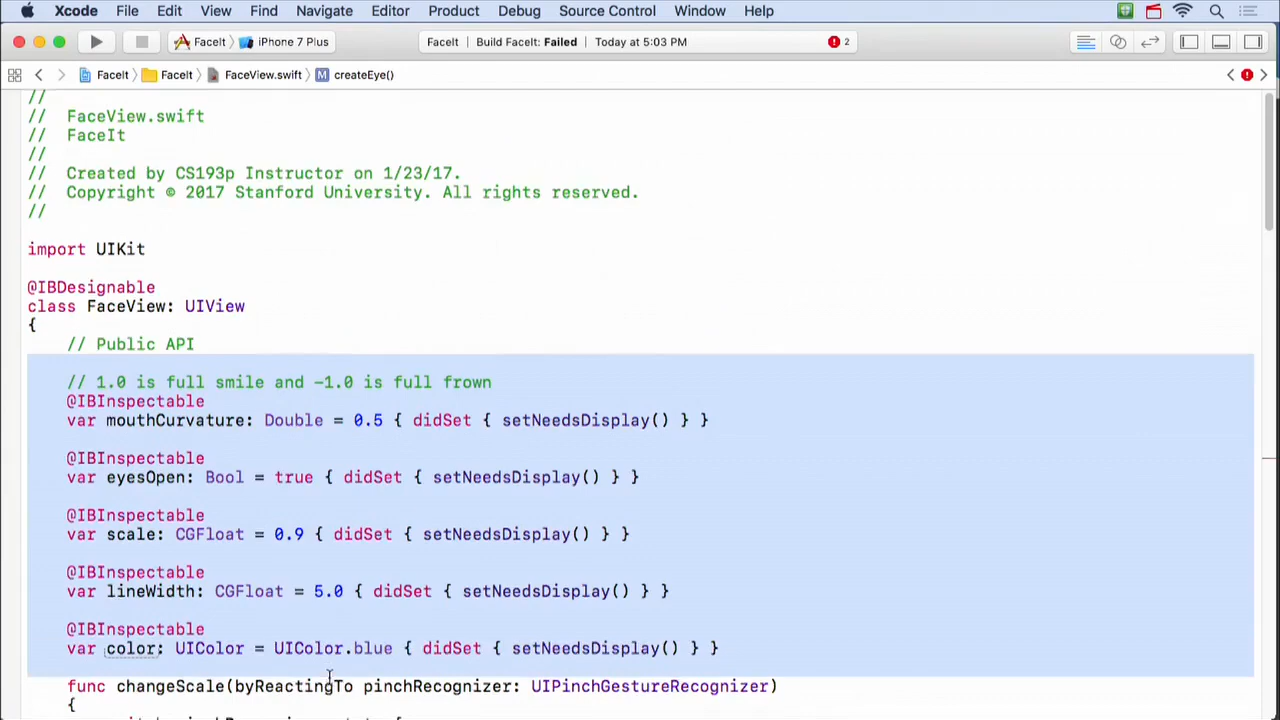 Xcode File Edit View Find Navigate Editor Product Debug Source Control Window Help
FaceIt iPhone 7 Plus FaceIt Build FaceIt: Failed Today at 5:03 PM 2
FaceIt FaceIt FaceView.swift M createEye()
//
// FaceView.swift
// FaceIt
//
// Created by CS193p Instructor on 1/23/17.
// Copyright © 2017 Stanford University. All rights reserved.
//
import UIKit
@IBDesignable
class FaceView: UIView
{
// Public API
// 1.0 is full smile and -1.0 is full frown
@IBInspectable
var mouthCurvature: Double = 0.5 { didSet { setNeedsDisplay() } }
@IBInspectable
var eyesOpen: Bool = true { didSet { setNeedsDisplay() } }
@IBInspectable
var scale: CGFloat = 0.9 { didSet { setNeedsDisplay() } }
@IBInspectable
var lineWidth: CGFloat = 5.0 { didSet { setNeedsDisplay() } }
@IBInspectable
var color: UIColor = UIColor.blue { didSet { setNeedsDisplay() } }
func changeScale(byReactingTo pinchRecognizer: UIPinchGestureRecognizer)
{